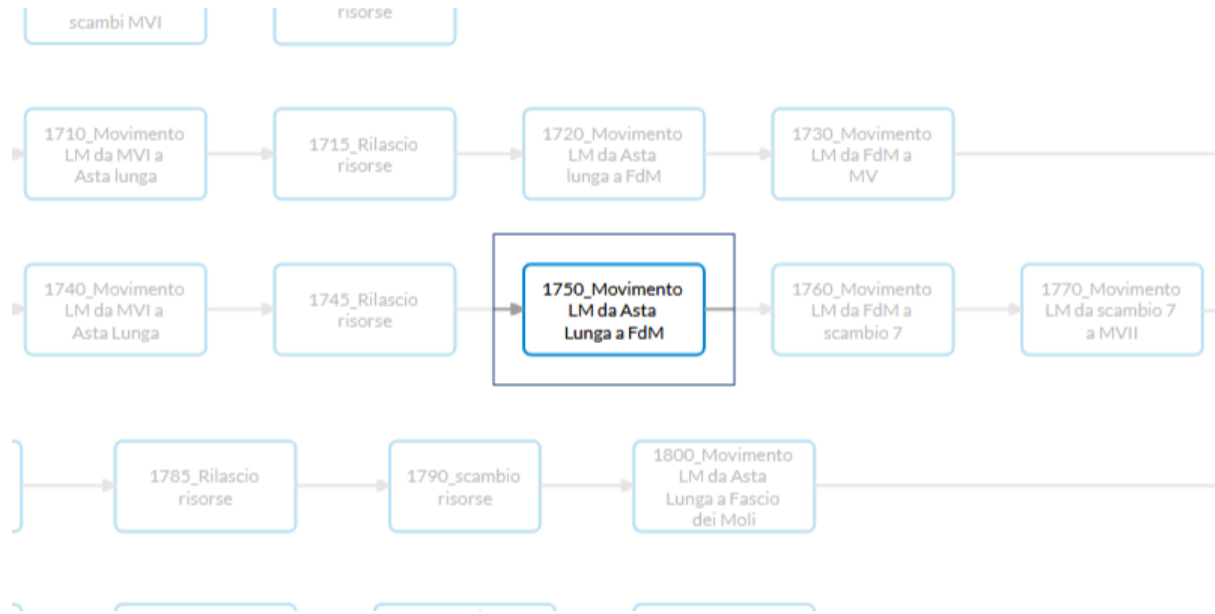 scambi MVI
risorse
1710_Movimento
LM da MVI a
Asta lunga
1715_Rilascio
risorse
1720_Movimento
LM da Asta
lunga a FdM
1730_Movimento
LM da FdM a
MV
1740_Movimento
LM da MVI a
Asta Lunga
1745_Rilascio
risorse
1750_Movimento
LM da Asta
Lunga a FdM
1760_Movimento
LM da FdM a
scambio 7
1770_Movimento
LM da scambio 7
a MVII
1785_Rilascio
risorse
1790_scambio
risorse
1800_Movimento
LM da Asta
Lunga a Fascio
dei Moli